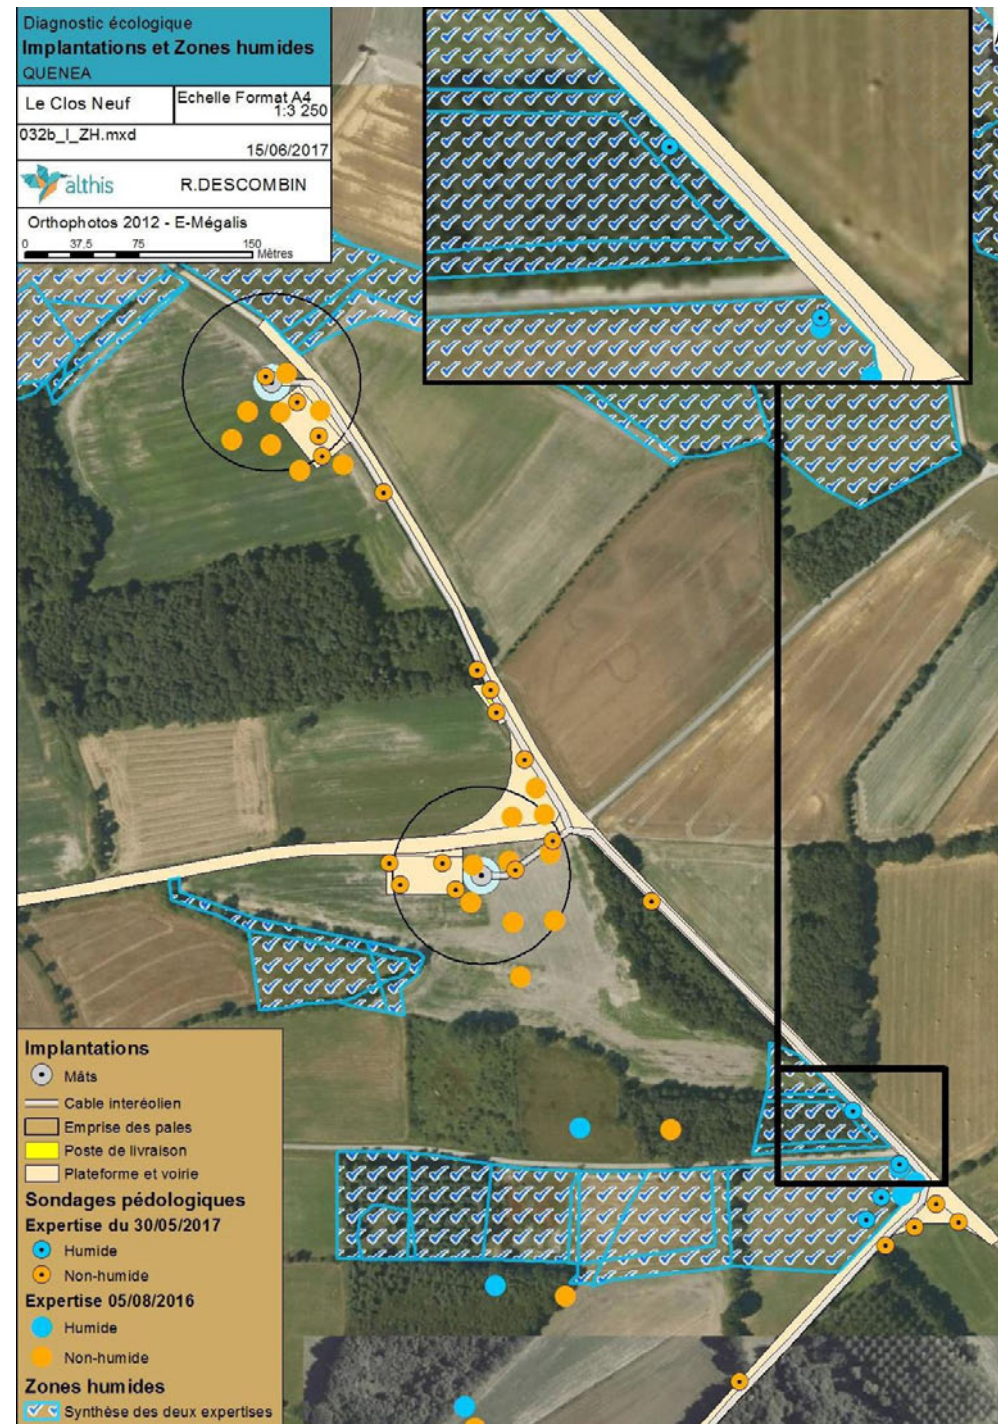 Diagnostic écologique
Implantations et Zones humides
QUENEA
Le Clos Neuf
Echelle Format A4
1:3 250
032b_I_ZH.mxd
15/06/2017
althis
R.DESCOMBIN
Orthophotos 2012 - E-Mégalis
0 37.5 75 150
Mètres
Implantations
Mâts
Cable interéolien
Emprise des pales
Poste de livraison
Plateforme et voirie
Sondages pédologiques
Expertise du 30/05/2017
Humide
Non-humide
Expertise 05/08/2016
Humide
Non-humide
Zones humides
Synthèse des deux expertises